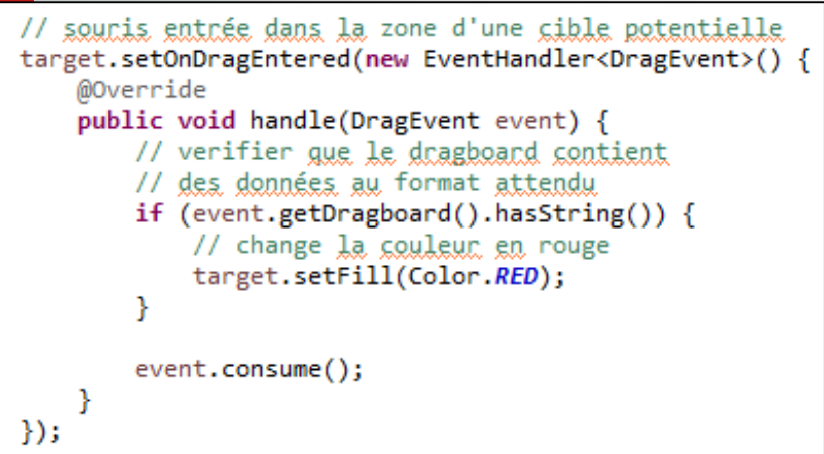 // souris entrée dans la zone d'une cible potentielle
target.setOnDragEntered(new EventHandler<DragEvent>() {
    @Override
    public void handle(DragEvent event) {
        // verifier que le dragboard contient
        // des données au format attendu
        if (event.getDragboard().hasString()) {
            // change la couleur en rouge
            target.setFill(Color.RED);
        }

        event.consume();
    }
});